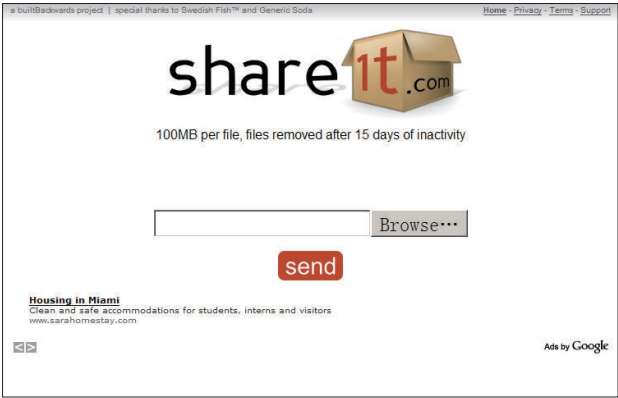 a builtBackwards project | special thanks to Swedish Fish™ and Generic Soda
Home - Privacy - Terms - Support
share1t.com
100MB per file, files removed after 15 days of inactivity
Browse···
send
Housing in Miami
Clean and safe accommodations for students, interns and visitors
www.sarahomestay.com
< >
Ads by Google